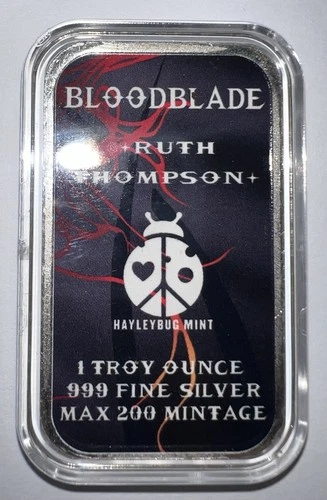 BLOODBLADE
+RUTH
THOMPSON+
HAYLEYBUG MINT
1 TROY OUNCE
999 FINE SILVER
MAX 200 MINTAGE